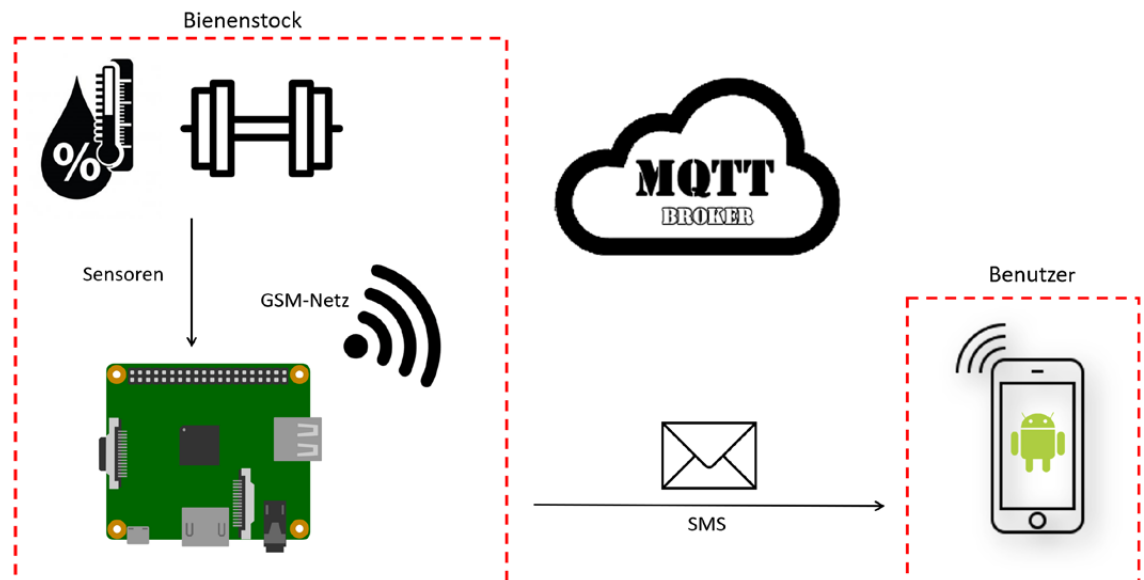 Bienenstock
%
Sensoren
GSM-Netz
MQTT
BROKER
Benutzer
SMS